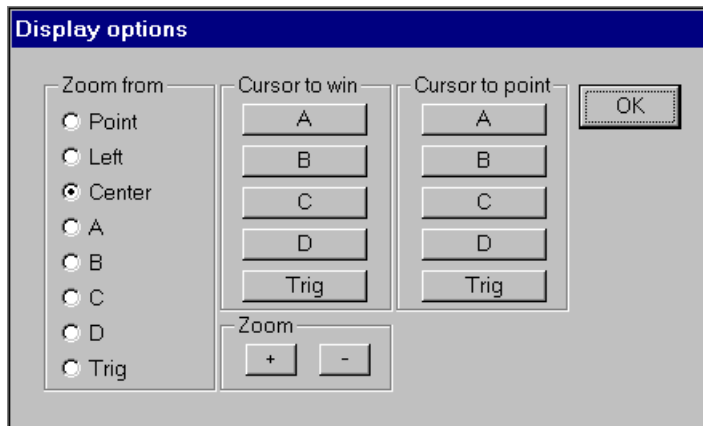 Display options
Zoom from
Point
Left
Center
A
B
C
D
Trig
Cursor to win
A
B
C
D
Trig
Cursor to point
A
B
C
D
Trig
Zoom
+
-
OK